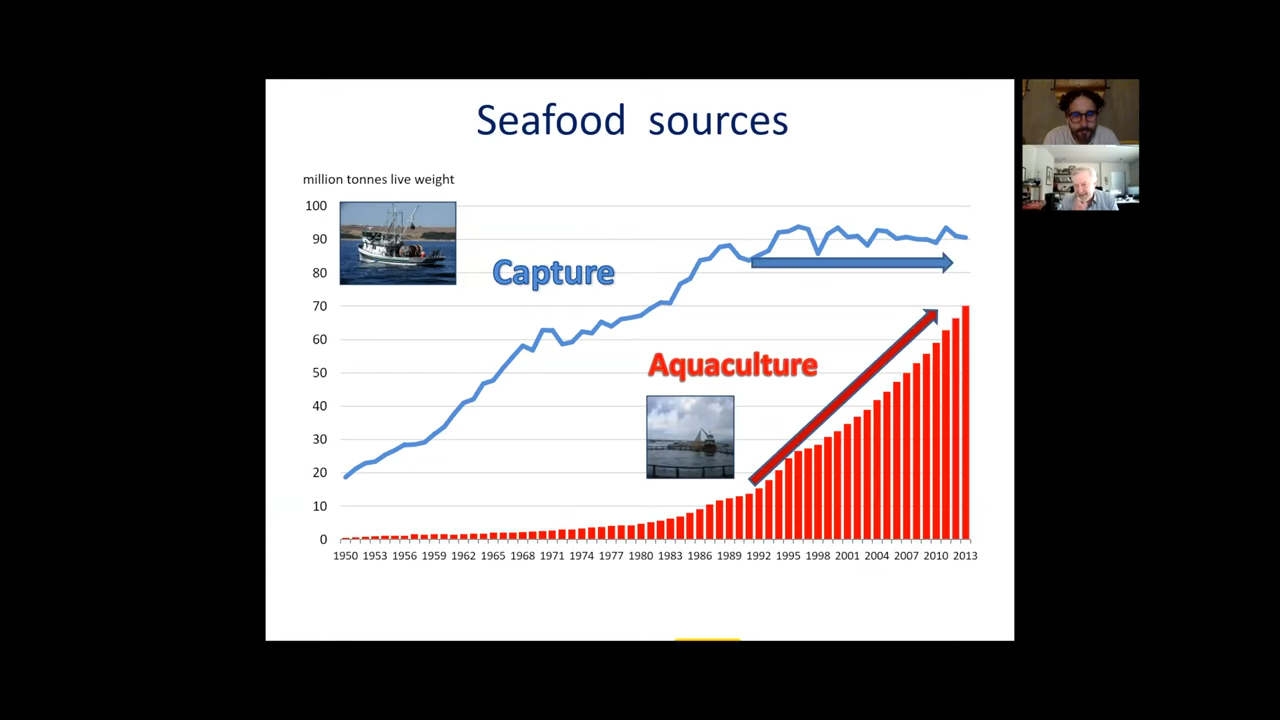 Seafood sources
million tonnes live weight
100
90
80
70
60
50
40
30
20
10
0
Capture
Aquaculture
1950 1953 1956 1959 1962 1965 1968 1971 1974 1977 1980 1983 1986 1989 1992 1995 1998 2001 2004 2007 2010 2013